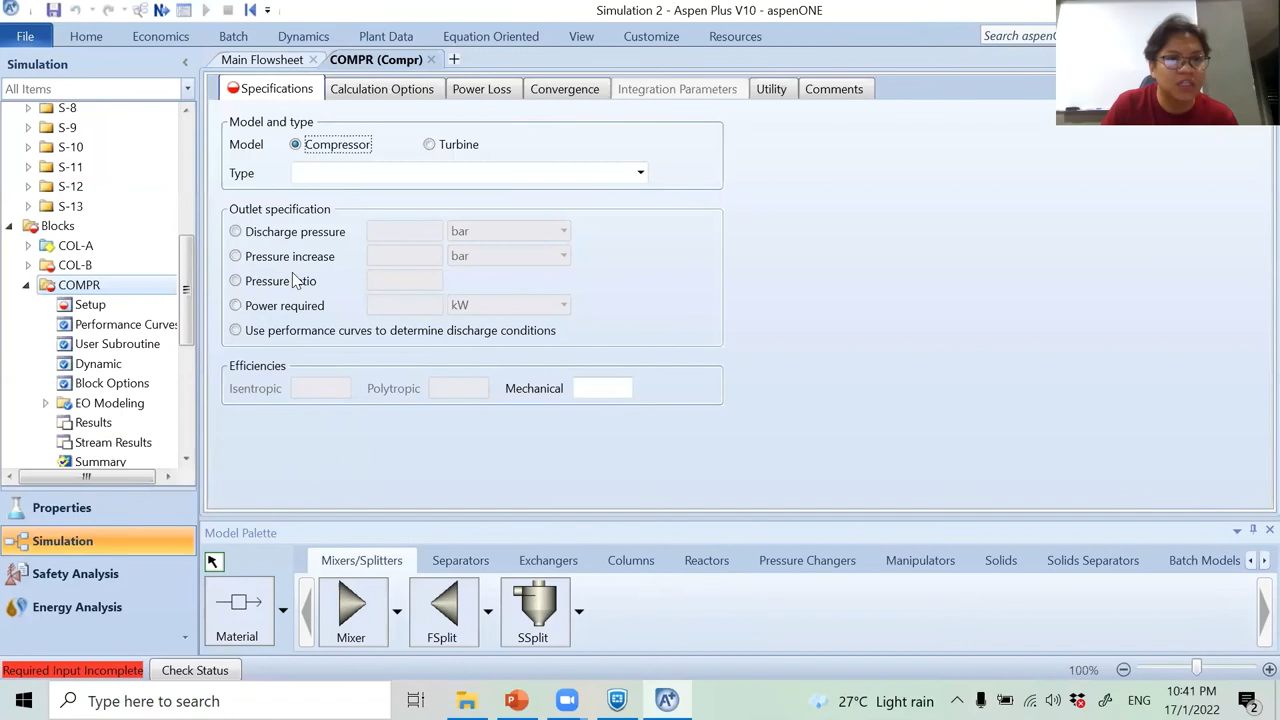 Simulation 2 - Aspen Plus V10 - aspenONE
File Home Economics Batch Dynamics Plant Data Equation Oriented View Customize Resources
Simulation
Main Flowsheet COMPR (Compr)
All Items
Specifications Calculation Options Power Loss Convergence Integration Parameters Utility Comments
S-8
S-9
S-10
S-11
S-12
S-13
Blocks
COL-A
COL-B
COMPR
Setup
Performance Curves
User Subroutine
Dynamic
Block Options
EO Modeling
Results
Stream Results
Summary
Model and type
Model Compressor Turbine
Type
Outlet specification
Discharge pressure bar
Pressure increase bar
Pressure
Power required kW
Use performance curves to determine discharge conditions
Efficiencies
Isentropic Polytropic Mechanical
Properties
Simulation
Safety Analysis
Energy Analysis
Model Palette
Mixers/Splitters Separators Exchangers Columns Reactors Pressure Changers Manipulators Solids Solids Separators Batch Models
Material Mixer FSplit SSplit
Required Input Incomplete Check Status 100%
Type here to search 27°C Light rain ENG 10:41 PM
17/1/2022
2